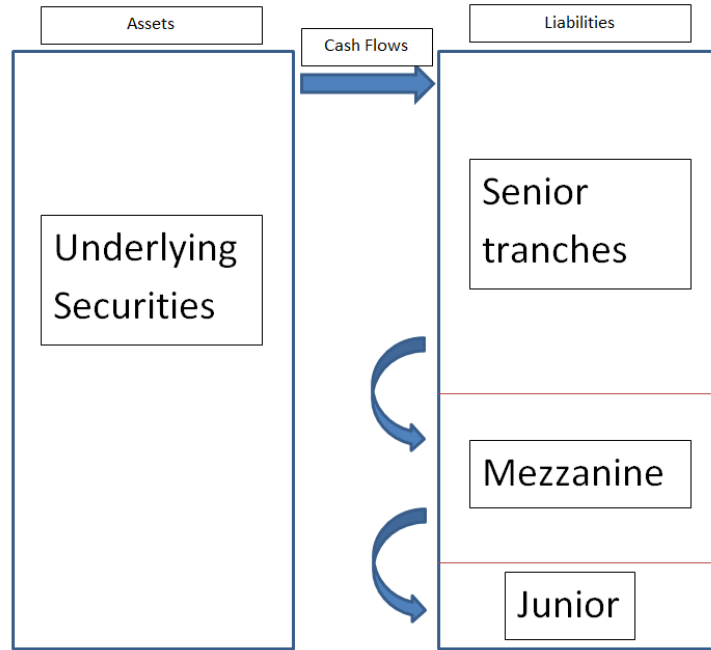 Assets
Cash Flows
Liabilities
Underlying
Securities
Senior
tranches
Mezzanine
Junior